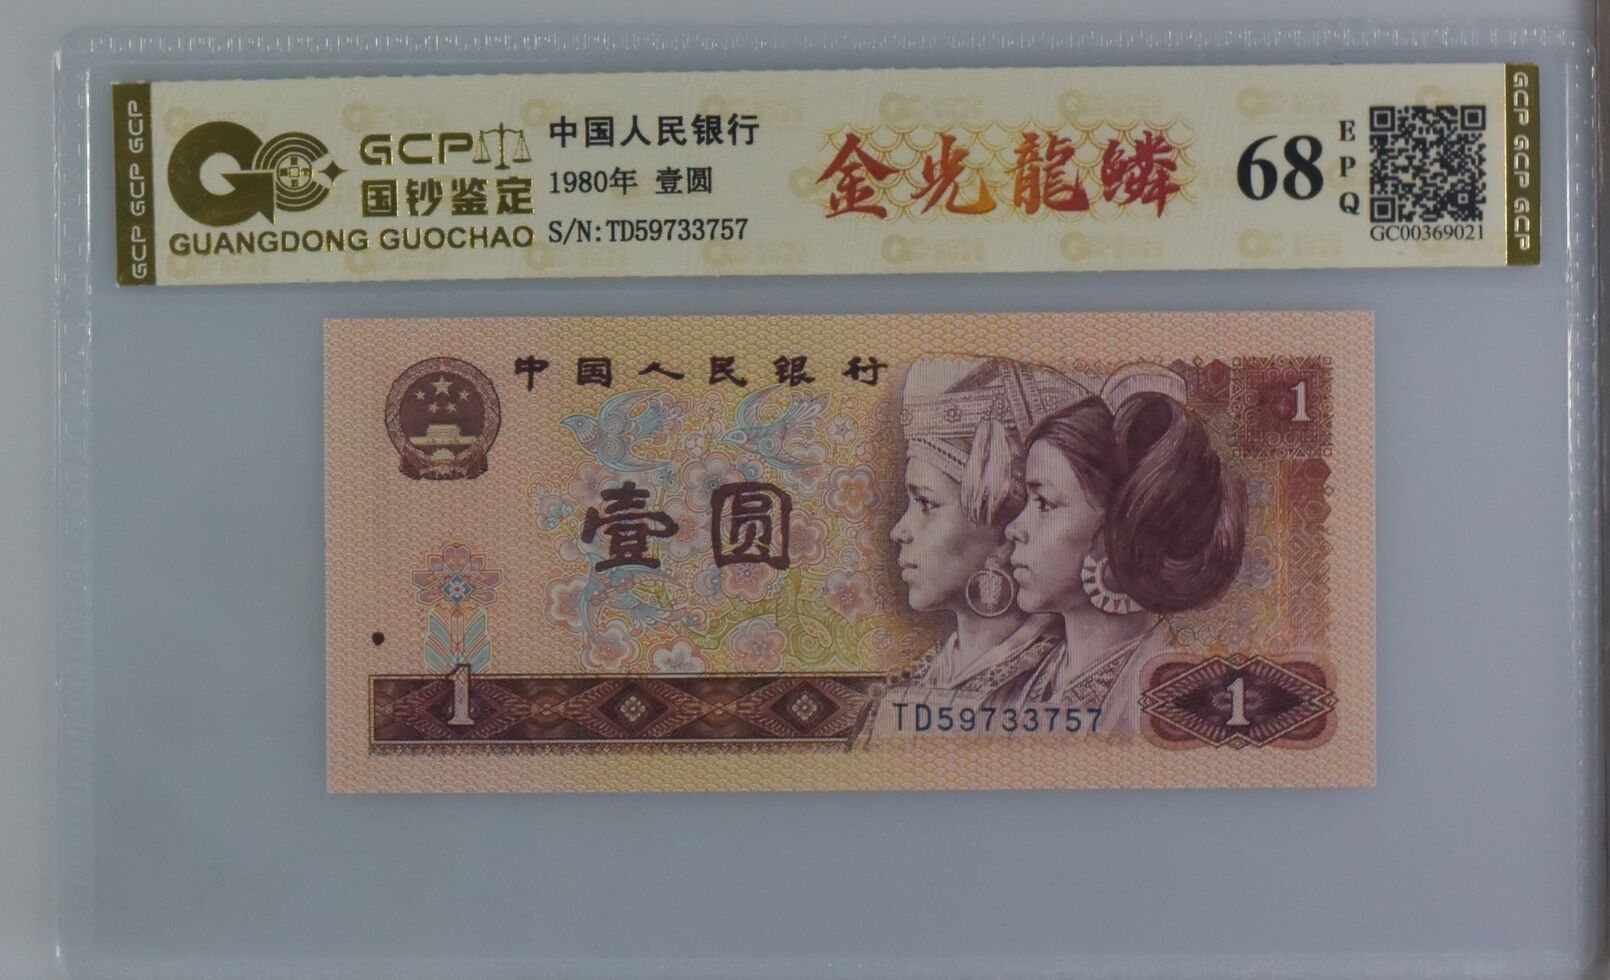 GCP GCP GCP
GCP
国钞鉴定
GUANGDONG GUOCHAO
中国人民银行
1980年 壹圆
S/N:TD59733757
金光龍鱗
68
EPQ
GC00369021
GCP GCP GCP
中国人民银行
1
壹圆
1
TD59733757
1